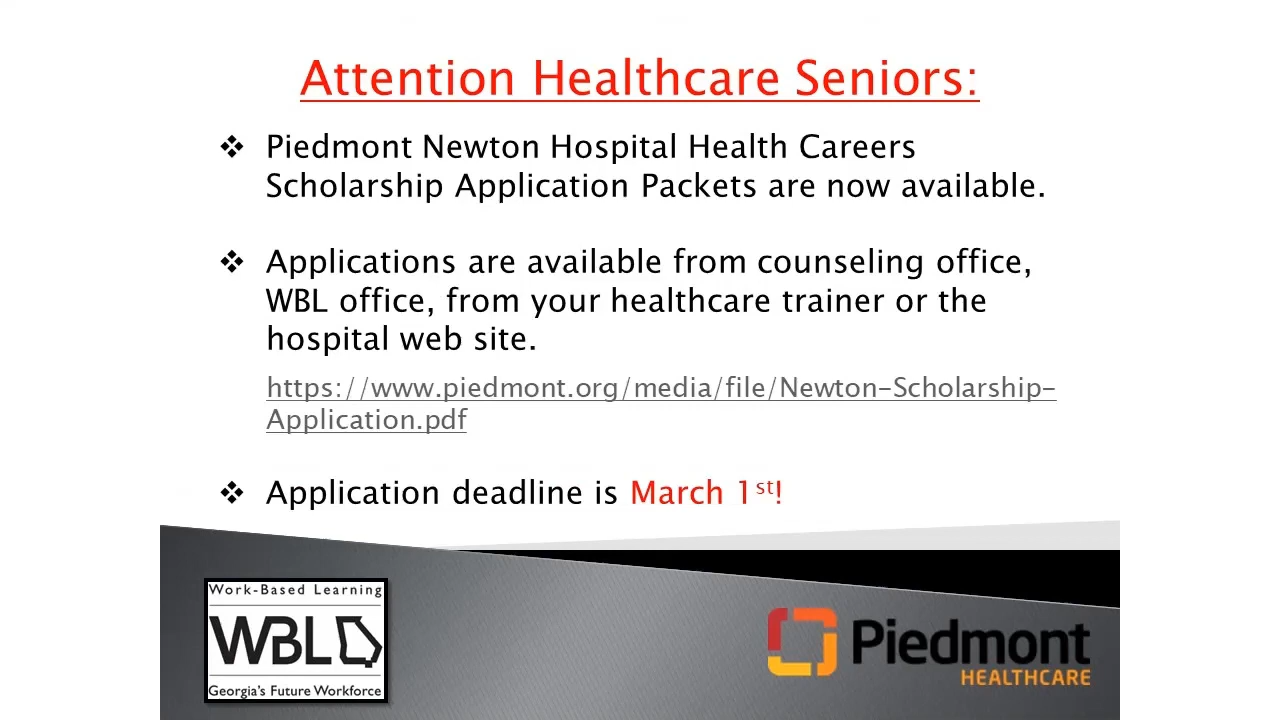 Attention Healthcare Seniors:
❖ Piedmont Newton Hospital Health Careers
Scholarship Application Packets are now available.
❖ Applications are available from counseling office,
WBL office, from your healthcare trainer or the
hospital web site.
https://www.piedmont.org/media/file/Newton-Scholarship-
Application.pdf
❖ Application deadline is March 1st!
Work-Based Learning
WBL
Georgia's Future Workforce
Piedmont
HEALTHCARE